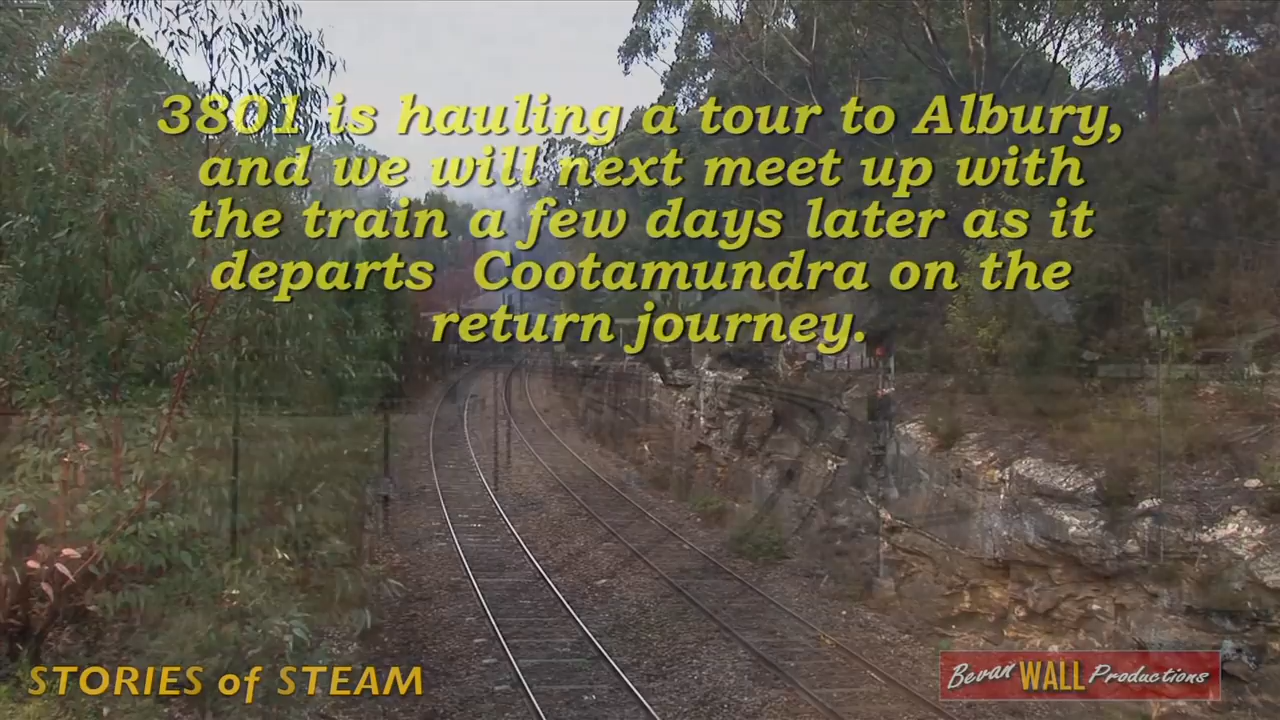 3801 is hauling a tour to Albury,
and we will next meet up with
the train a few days later as it
departs  Cootamundra on the
return journey.
STORIES of STEAM
Bevan WALL Productions